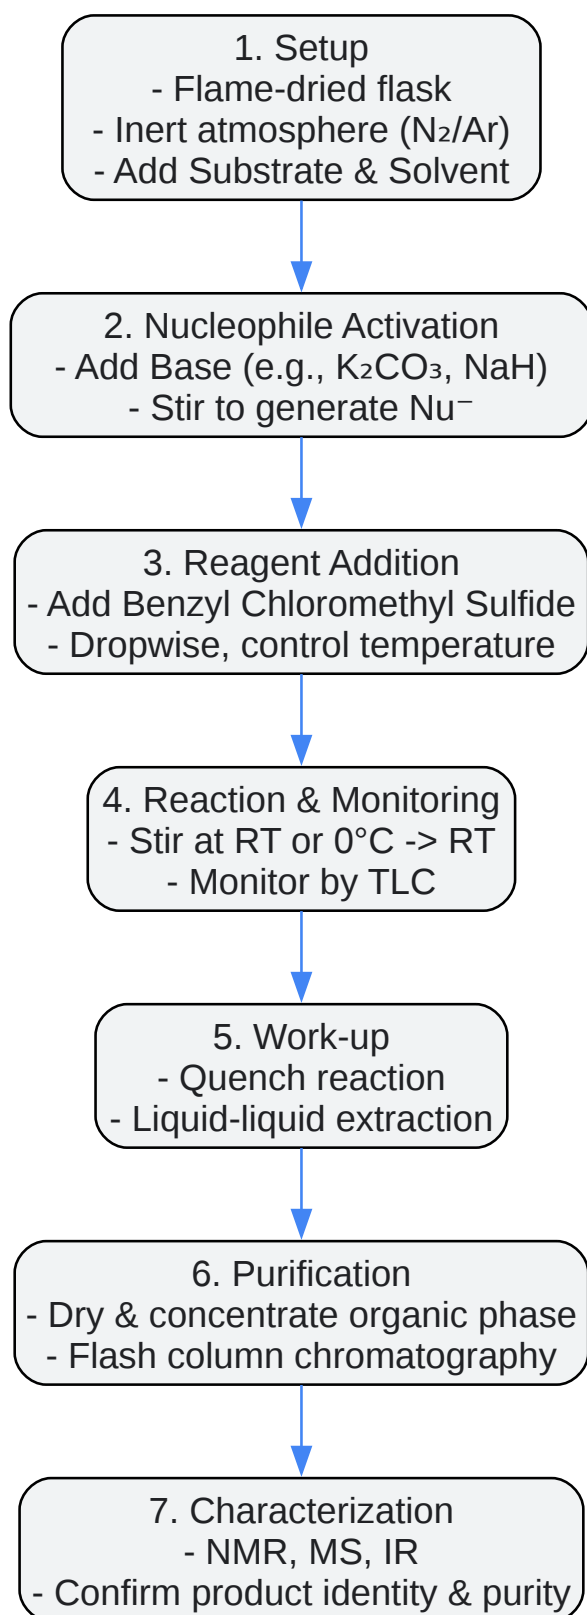 1. Setup
- Flame-dried flask
- Inert atmosphere (N₂/Ar)
- Add Substrate & Solvent
2. Nucleophile Activation
- Add Base (e.g., K₂CO₃, NaH)
- Stir to generate Nu⁻
3. Reagent Addition
- Add Benzyl Chloromethyl Sulfide
- Dropwise, control temperature
4. Reaction & Monitoring
- Stir at RT or 0°C -> RT
- Monitor by TLC
5. Work-up
- Quench reaction
- Liquid-liquid extraction
6. Purification
- Dry & concentrate organic phase
- Flash column chromatography
7. Characterization
- NMR, MS, IR
- Confirm product identity & purity